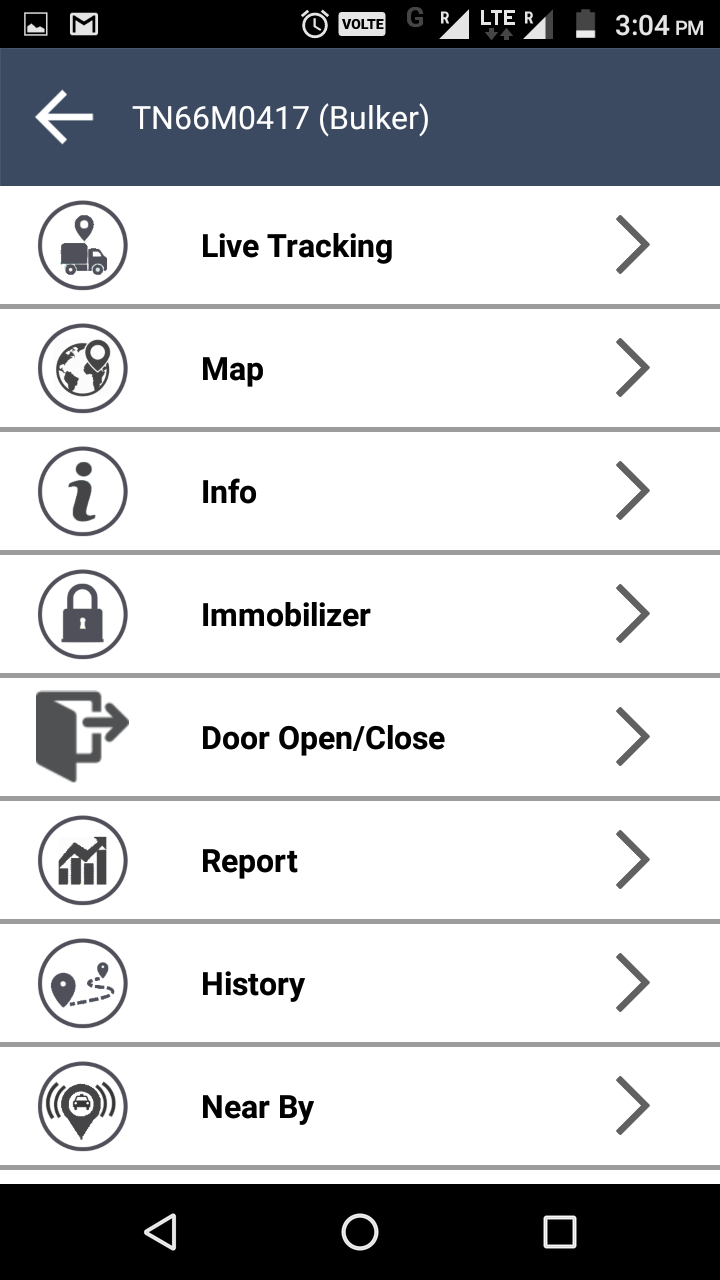 VOLTE G R LTE R 3:04 PM
TN66M0417 (Bulker)
Live Tracking
Map
Info
Immobilizer
Door Open/Close
Report
History
Near By